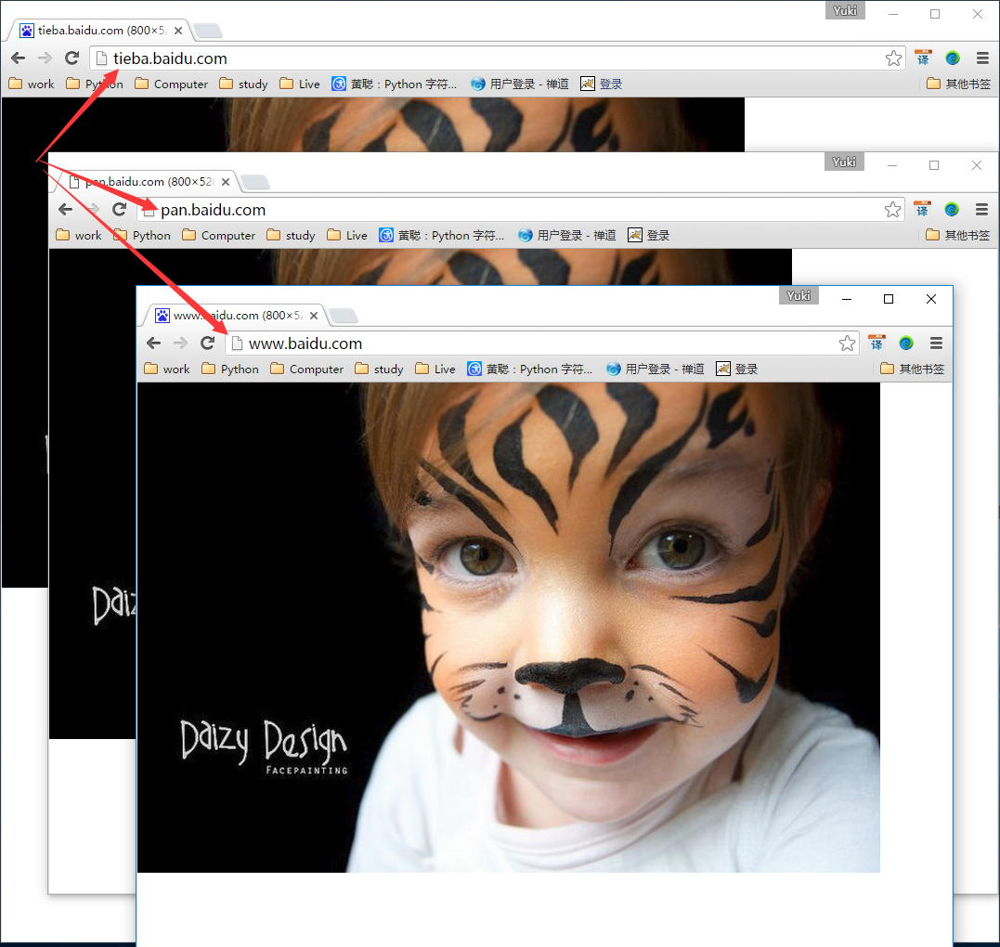 Yuki
tieba.baidu.com (800×52
tieba.baidu.com
work Python Computer study Live 黄聪：Python 字符... 用户登录 - 禅道 登录 其他书签
译
Yuki
pan.baidu.com (800×528
pan.baidu.com
译
work Python Computer study Live 黄聪：Python 字符... 用户登录 - 禅道 登录 其他书签
Yuki
www.baidu.com (800×52
www.baidu.com
译
work Python Computer study Live 黄聪：Python 字符... 用户登录 - 禅道 登录 其他书签
Daiz
Daizy Design
FACEPAINTING